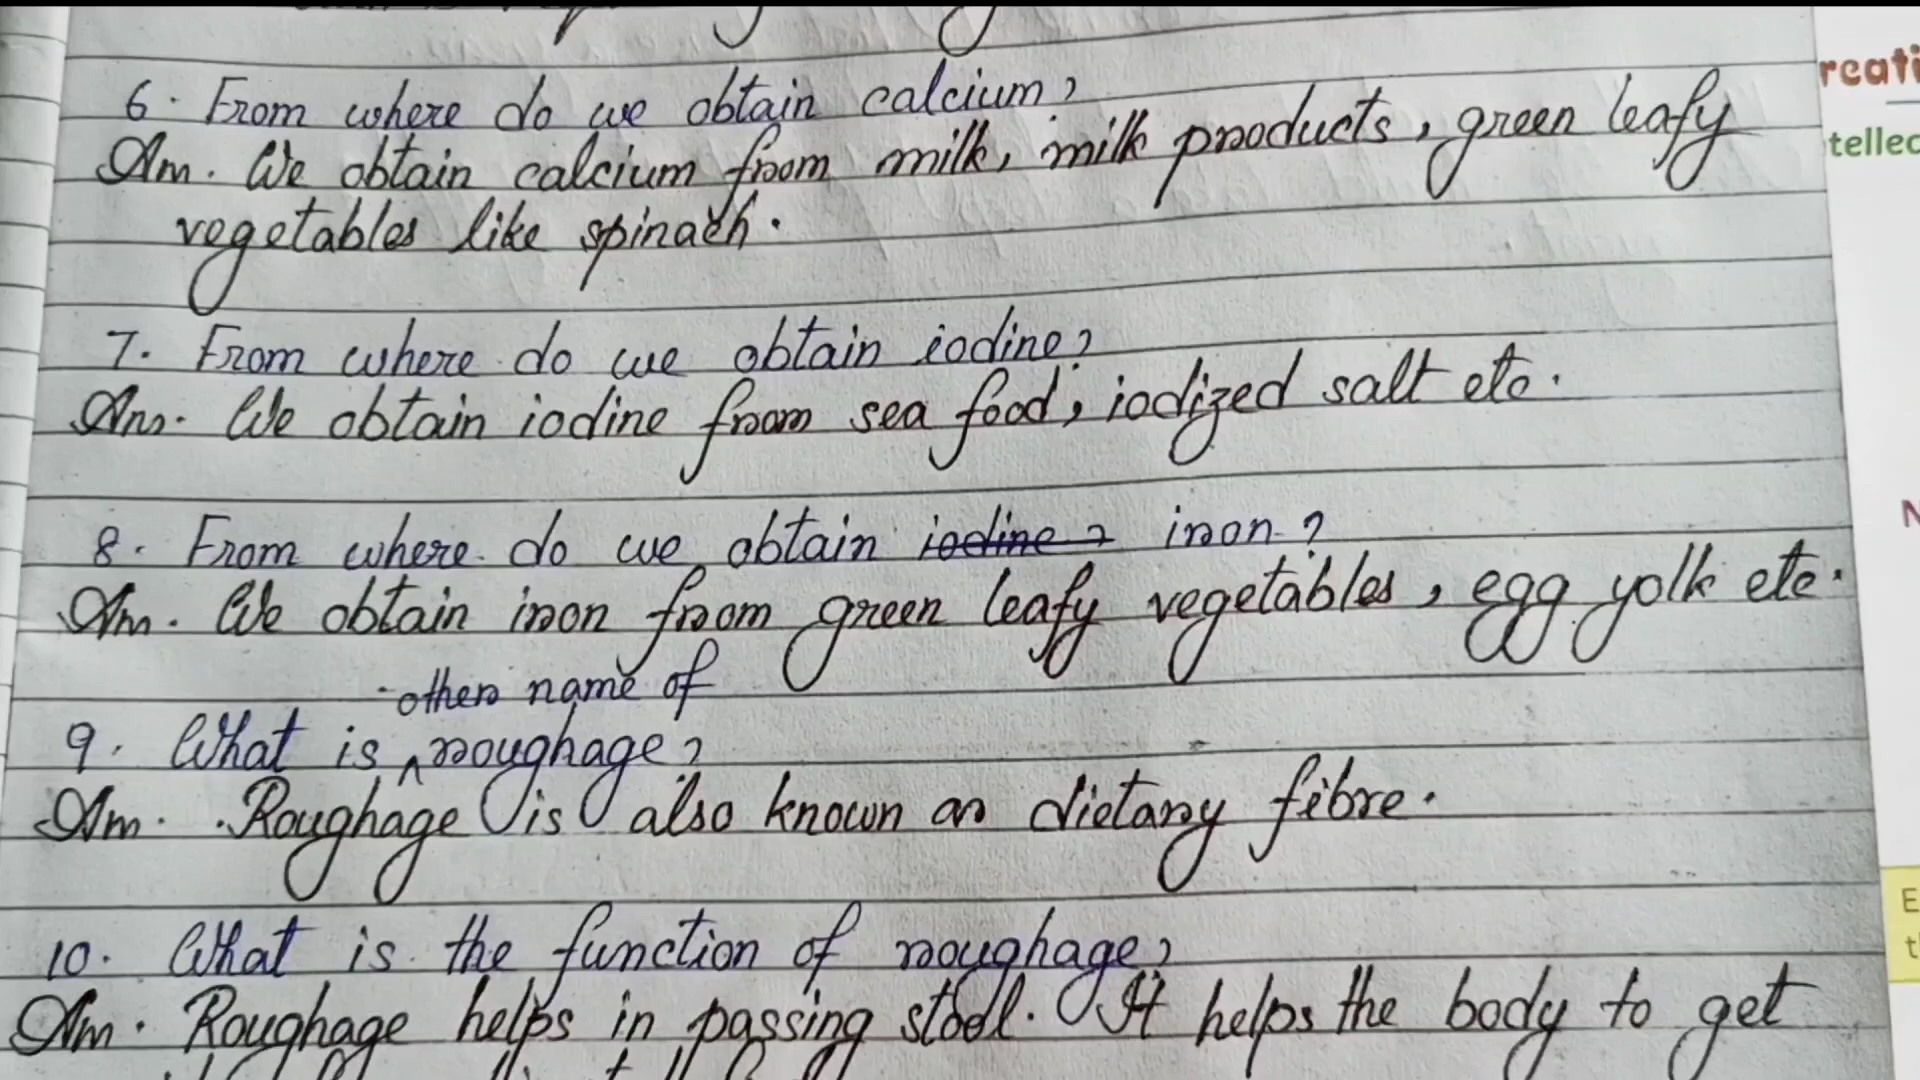 6. From where do we obtain calcium?
Ans. We obtain calcium from milk, milk products, green leafy
vegetables like spinach.
7. From where do we obtain iodine?
Ans. We obtain iodine from sea food, iodized salt etc.
8. From where do we obtain iodine? iron?
Ans. We obtain iron from green leafy vegetables, egg yolk etc.
other name of
9. What is ^ roughage?
Ans. Roughage is also known as dietary fibre.
10. What is the function of roughage?
Ans. Roughage helps in passing stool. It helps the body to get
reati
tellec
N
E
t